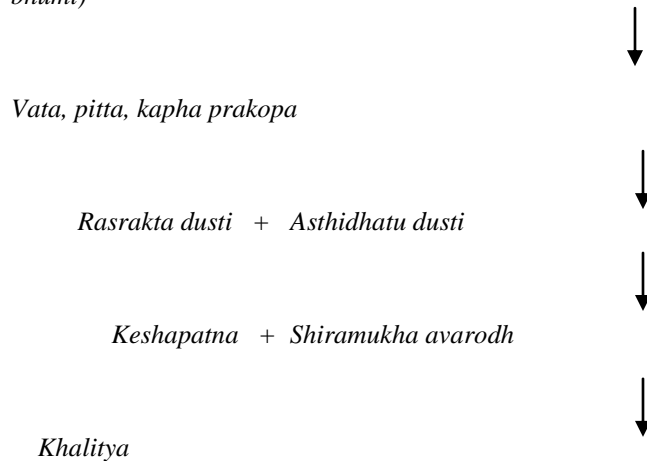 Vata, pitta, kapha prakopa
Rasrakta dusti + Asthidhatu dusti
Keshapatna + Shiramukha avarodh
Khalitya